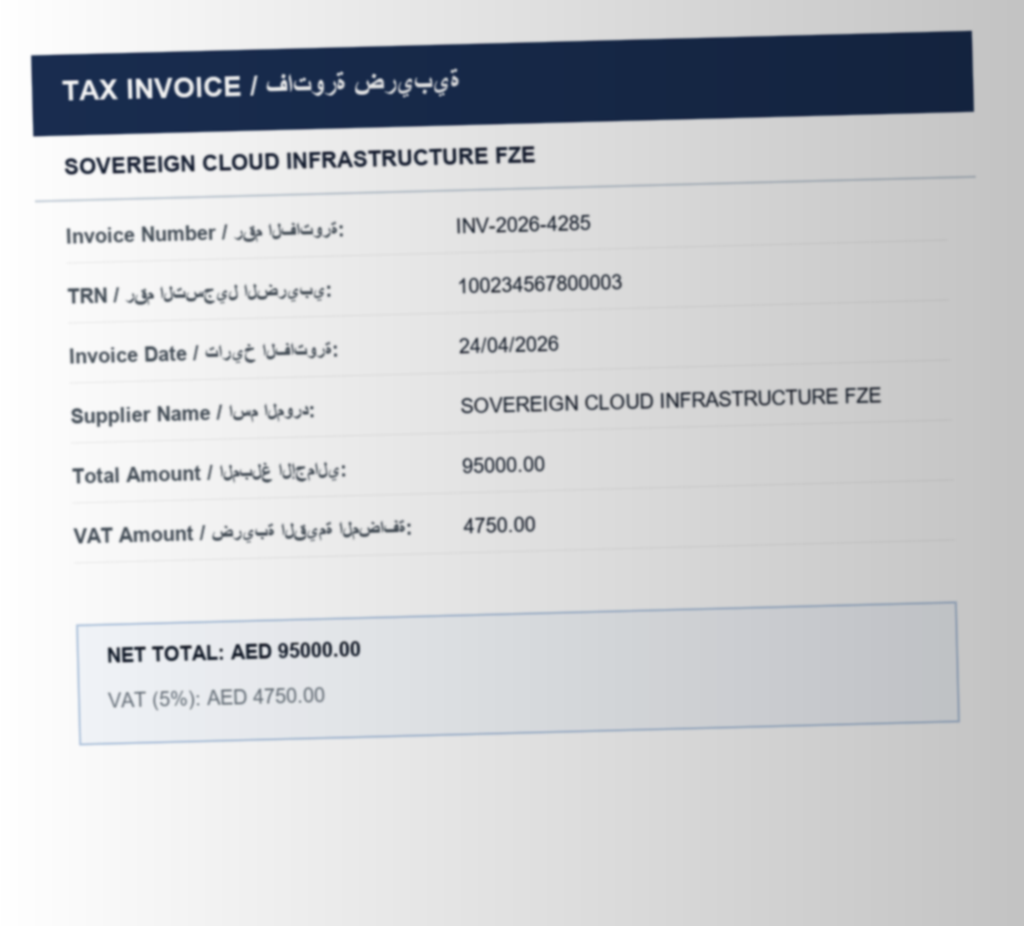 TAX INVOICE / فاتورة ضريبية
SOVEREIGN CLOUD INFRASTRUCTURE FZE
Invoice Number / رقم الفاتورة: INV-2026-4285
TRN / رقم التسجيل الضريبي: 100234567800003
Invoice Date / تاريخ الفاتورة: 24/04/2026
Supplier Name / اسم المورد: SOVEREIGN CLOUD INFRASTRUCTURE FZE
Total Amount / المبلغ الإجمالي: 95000.00
VAT Amount / ضريبة القيمة المضافة: 4750.00
NET TOTAL: AED 95000.00
VAT (5%): AED 4750.00